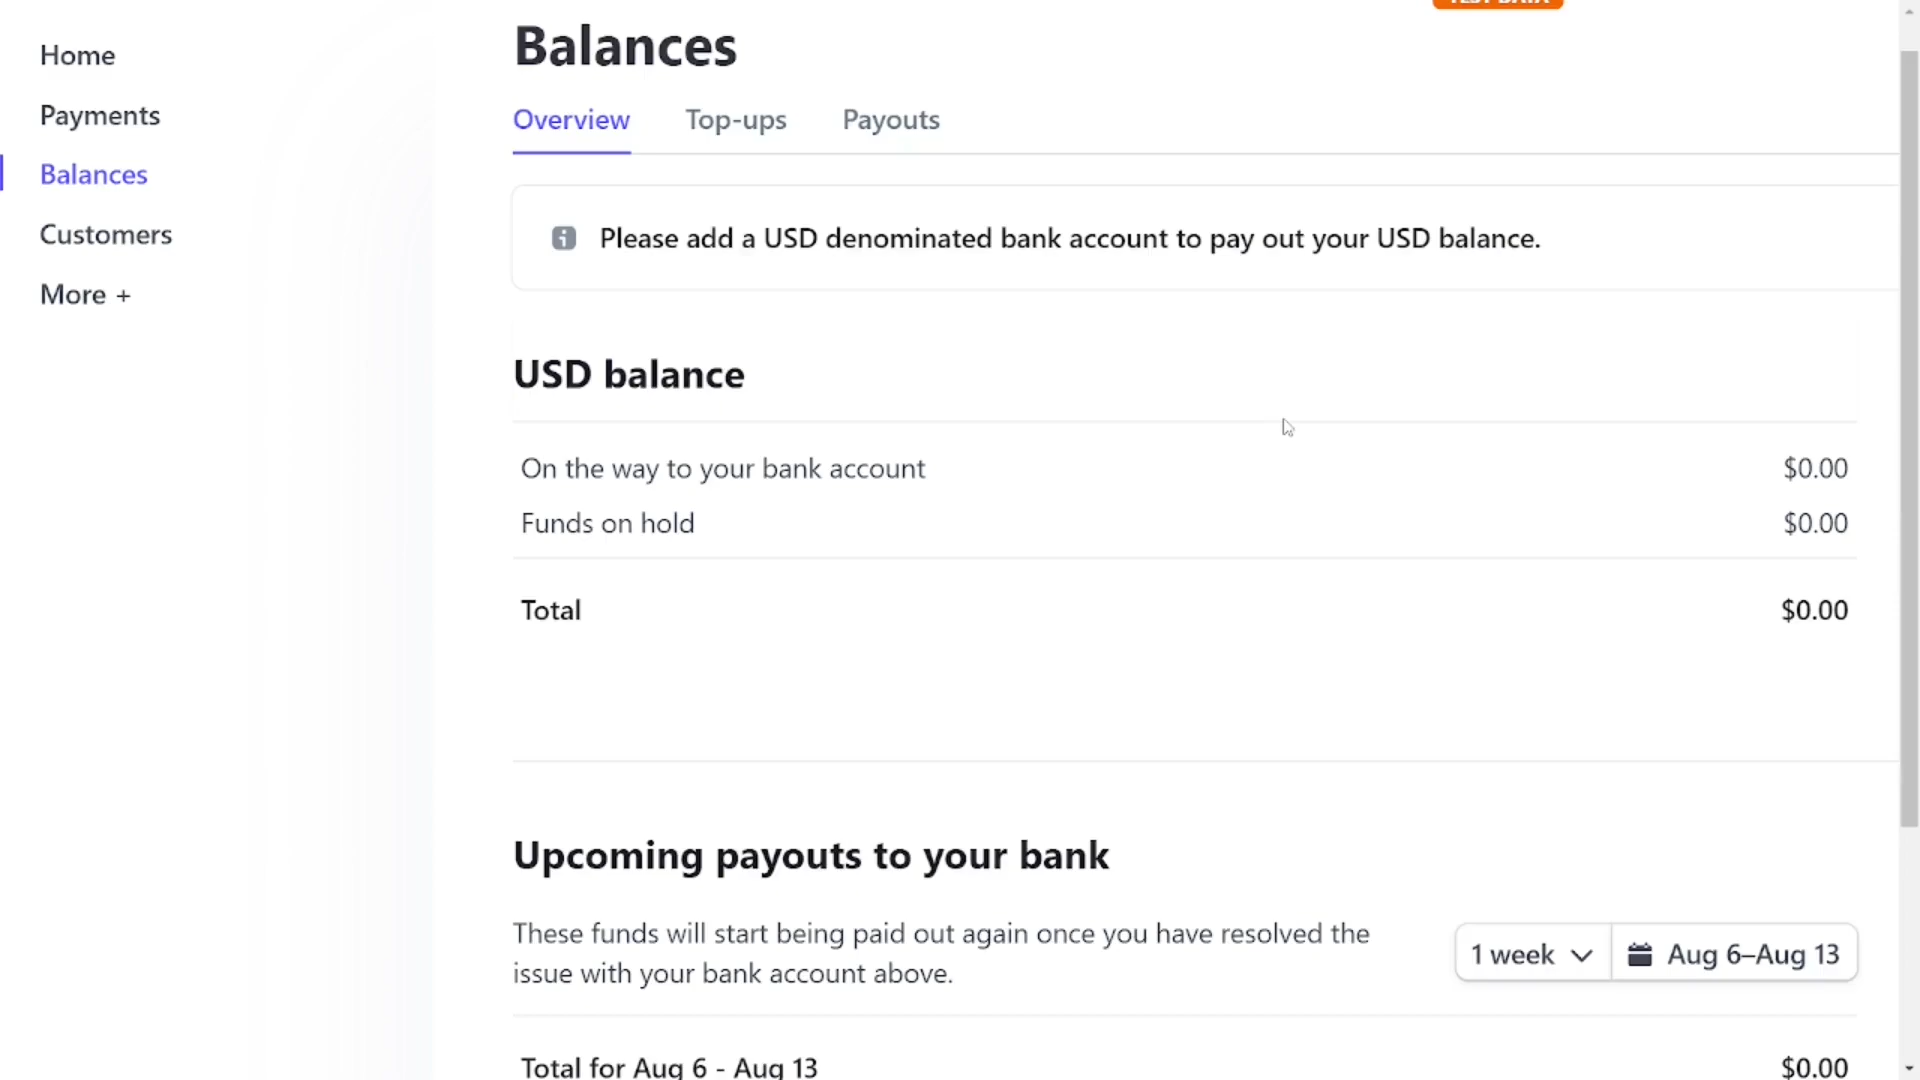 TEST DATA
Home
Payments
Balances
Customers
More +
Balances
Overview Top-ups Payouts
Please add a USD denominated bank account to pay out your USD balance.
USD balance
On the way to your bank account $0.00
Funds on hold $0.00
Total $0.00
Upcoming payouts to your bank
These funds will start being paid out again once you have resolved the
issue with your bank account above.
1 week Aug 6–Aug 13
Total for Aug 6 - Aug 13 $0.00